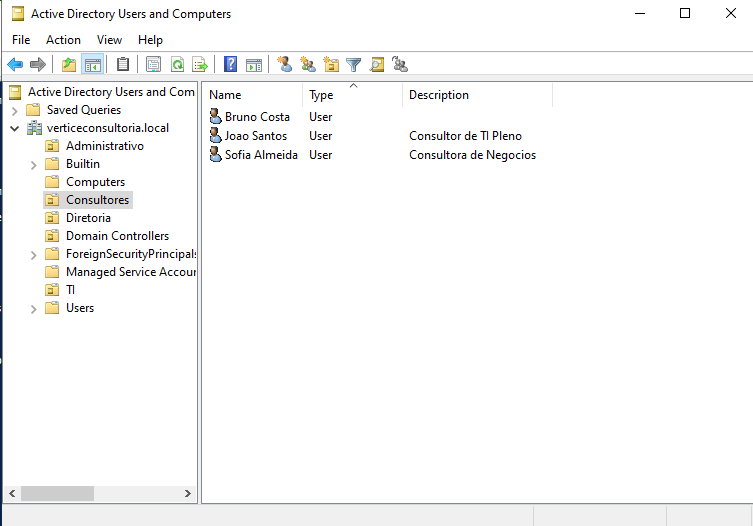 Active Directory Users and Computers
File Action View Help
Active Directory Users and Com
Saved Queries
verticeconsultoria.local
Administrativo
Builtin
Computers
Consultores
Diretoria
Domain Controllers
ForeignSecurityPrincipals
Managed Service Accour
TI
Users
Name Type Description
Bruno Costa User
Joao Santos User Consultor de TI Pleno
Sofia Almeida User Consultora de Negocios